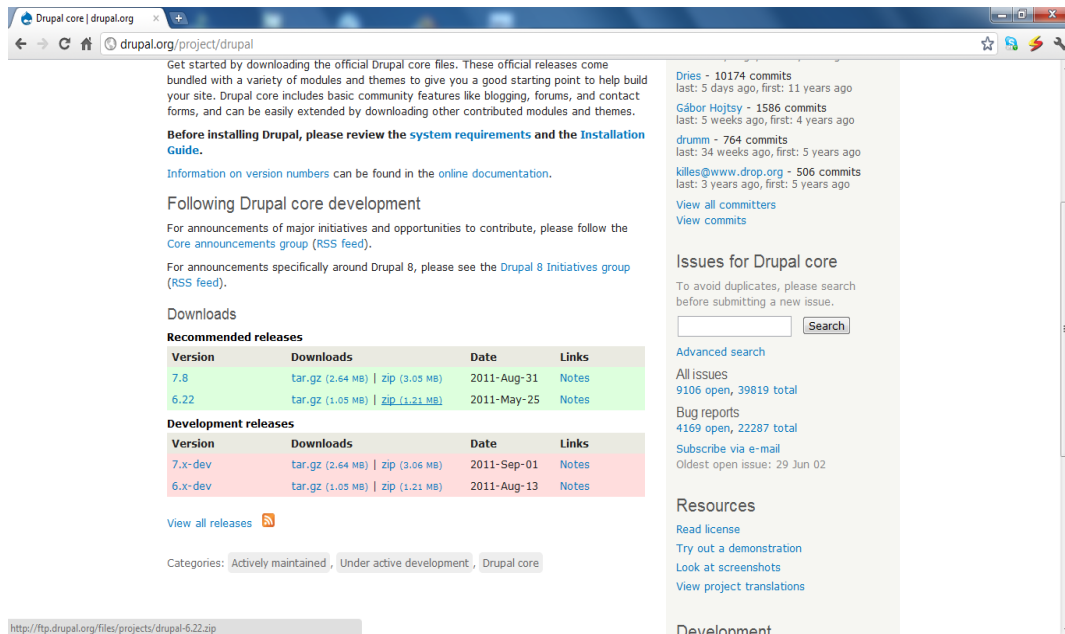 Drupal core | drupal.org
drupal.org/project/drupal
Get started by downloading the official Drupal core files. These official releases come
bundled with a variety of modules and themes to give you a good starting point to help build
your site. Drupal core includes basic community features like blogging, forums, and contact
forms, and can be easily extended by downloading other contributed modules and themes.
Before installing Drupal, please review the system requirements and the Installation
Guide.
Information on version numbers can be found in the online documentation.
Following Drupal core development
For announcements of major initiatives and opportunities to contribute, please follow the
Core announcements group (RSS feed).
For announcements specifically around Drupal 8, please see the Drupal 8 Initiatives group
(RSS feed).
Downloads
Recommended releases
Version Downloads Date Links
7.8 tar.gz (2.64 MB) | zip (3.05 MB) 2011-Aug-31 Notes
6.22 tar.gz (1.05 MB) | zip (1.21 MB) 2011-May-25 Notes
Development releases
Version Downloads Date Links
7.x-dev tar.gz (2.64 MB) | zip (3.06 MB) 2011-Sep-01 Notes
6.x-dev tar.gz (1.05 MB) | zip (1.21 MB) 2011-Aug-13 Notes
View all releases
Categories: Actively maintained , Under active development , Drupal core
Dries - 10174 commits
last: 5 days ago, first: 11 years ago
Gábor Hojtsy - 1586 commits
last: 5 weeks ago, first: 4 years ago
drumm - 764 commits
last: 34 weeks ago, first: 5 years ago
killes@www.drop.org - 506 commits
last: 3 years ago, first: 5 years ago
View all committers
View commits
Issues for Drupal core
To avoid duplicates, please search
before submitting a new issue.
Search
Advanced search
All issues
9106 open, 39819 total
Bug reports
4169 open, 22287 total
Subscribe via e-mail
Oldest open issue: 29 Jun 02
Resources
Read license
Try out a demonstration
Look at screenshots
View project translations
Development
http://ftp.drupal.org/files/projects/drupal-6.22.zip